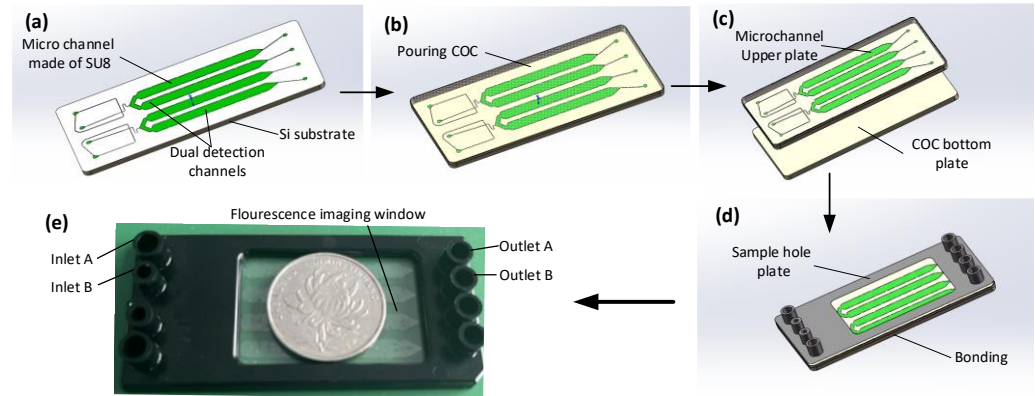 (a)
Micro channel
made of SU8
Si substrate
Dual detection
channels
(b)
Pouring COC
(c)
Microchannel
Upper plate
COC bottom
plate
(d)
Sample hole
plate
Bonding
(e)
Flourescence imaging window
Inlet A
Inlet B
Outlet A
Outlet B